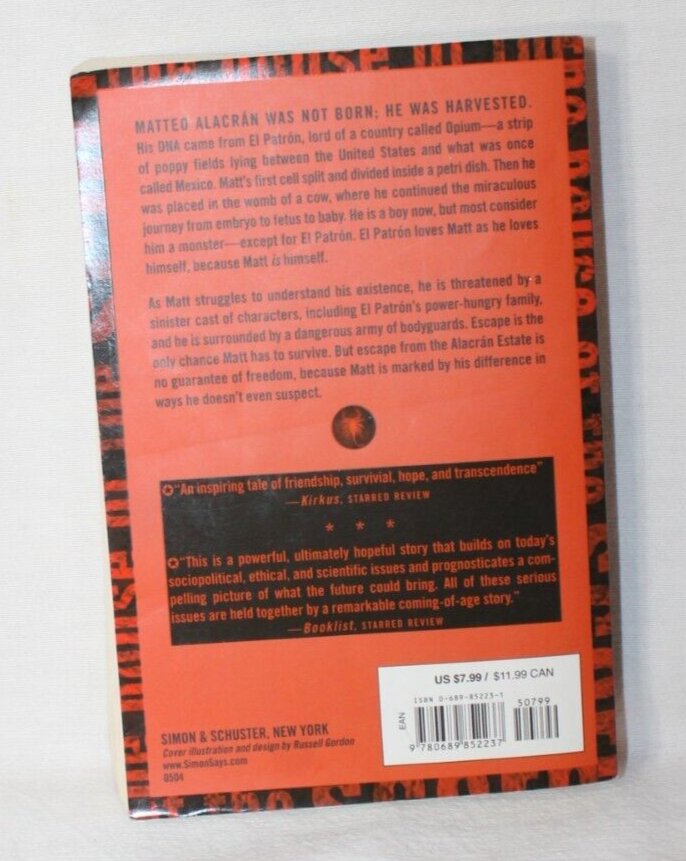 MATTEO ALACRÁN WAS NOT BORN; HE WAS HARVESTED.
His DNA came from El Patrón, lord of a country called Opium—a strip
of poppy fields lying between the United States and what was once
called Mexico. Matt's first cell split and divided inside a petri dish. Then he
was placed in the womb of a cow, where he continued the miraculous
journey from embryo to fetus to baby. He is a boy now, but most consider
him a monster—except for El Patrón. El Patrón loves Matt as he loves
himself, because Matt is himself.
As Matt struggles to understand his existence, he is threatened by a
sinister cast of characters, including El Patrón's power-hungry family,
and he is surrounded by a dangerous army of bodyguards. Escape is the
only chance Matt has to survive. But escape from the Alacrán Estate is
no guarantee of freedom, because Matt is marked by his difference in
ways he doesn't even suspect.
✪"An inspiring tale of friendship, survivial, hope, and transcendence"
—Kirkus, STARRED REVIEW
* * *
✪"This is a powerful, ultimately hopeful story that builds on today's
sociopolitical, ethical, and scientific issues and prognosticates a com-
pelling picture of what the future could bring. All of these serious
issues are held together by a remarkable coming-of-age story."
—Booklist, STARRED REVIEW
US $7.99 / $11.99 CAN
ISBN 0-689-85223-1
50799
EAN
9 780689 852237
SIMON & SCHUSTER, NEW YORK
Cover illustration and design by Russell Gordon
www.SimonSays.com
0504